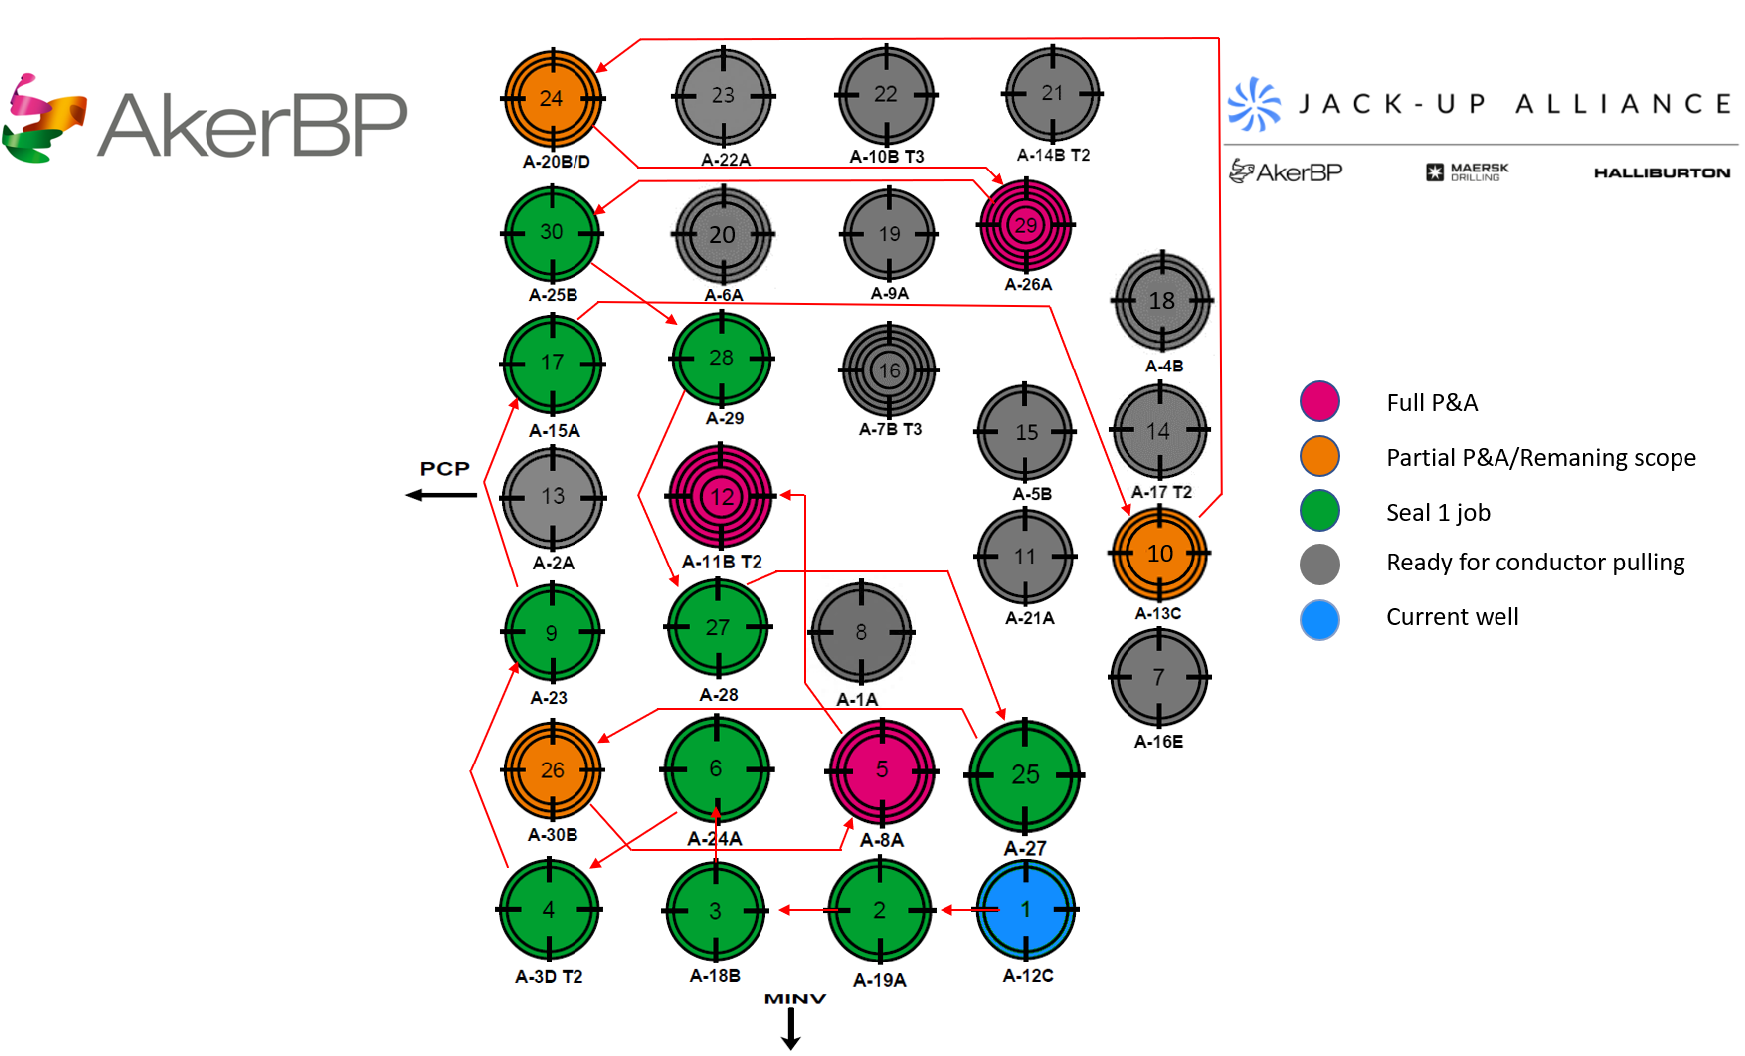 AkerBP
JACK-UP ALLIANCE
AkerBP
MAERSK
DRILLING
HALLIBURTON
24
23
22
21
A-20B/D
A-22A
A-10B T3
A-14B T2
30
20
19
29
A-25B
A-6A
A-9A
A-26A
18
A-4B
17
28
16
A-15A
A-29
A-7B T3
15
14
A-5B
A-17 T2
PCP
13
12
A-2A
A-11B T2
11
10
A-21A
A-13C
9
27
8
7
A-23
A-28
A-1A
A-16E
26
6
5
25
A-30B
A-24A
A-8A
A-27
4
3
2
1
A-3D T2
A-18B
A-19A
A-12C
MINV
Full P&A
Partial P&A/Remaning scope
Seal 1 job
Ready for conductor pulling
Current well